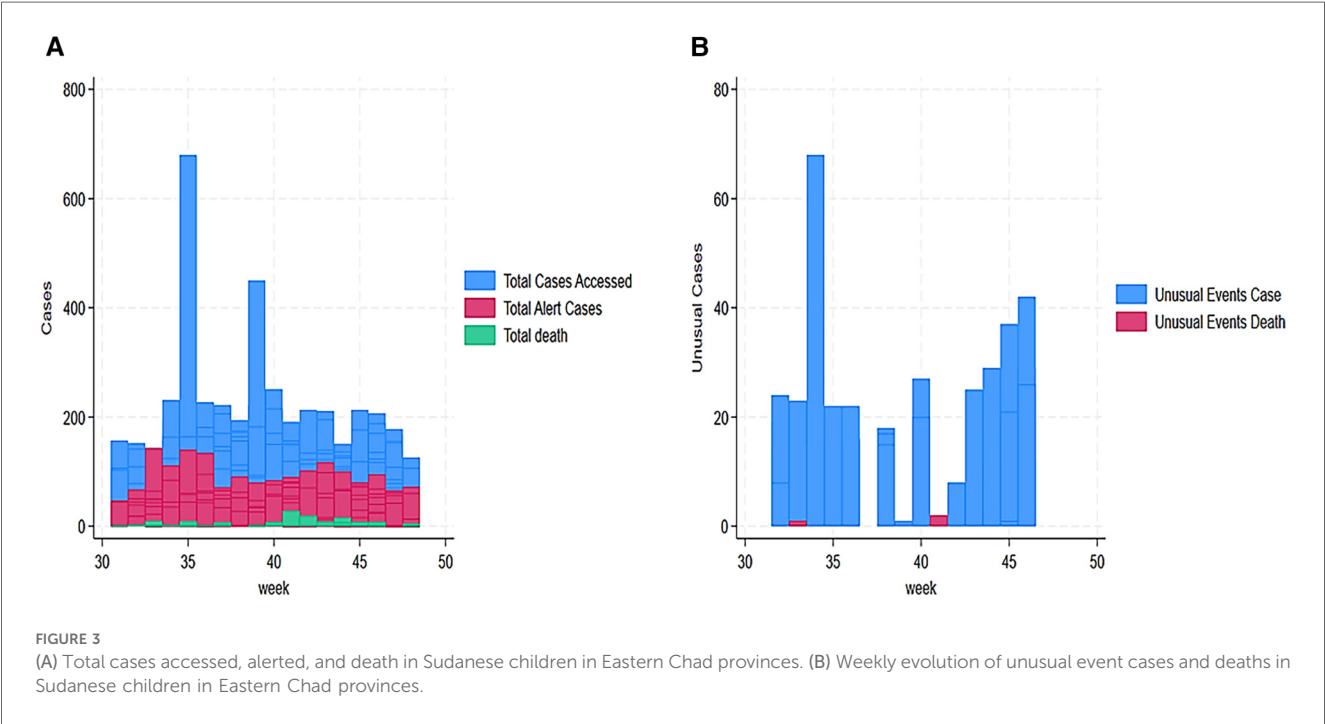 A
800
600
400
200
0
Cases
30 35 40 45 50
week
Total Cases Accessed
Total Alert Cases
Total death
B
80
60
40
20
0
Unusual Cases
30 35 40 45 50
week
Unusual Events Case
Unusual Events Death
FIGURE 3
(A) Total cases accessed, alerted, and death in Sudanese children in Eastern Chad provinces. (B) Weekly evolution of unusual event cases and deaths in
Sudanese children in Eastern Chad provinces.